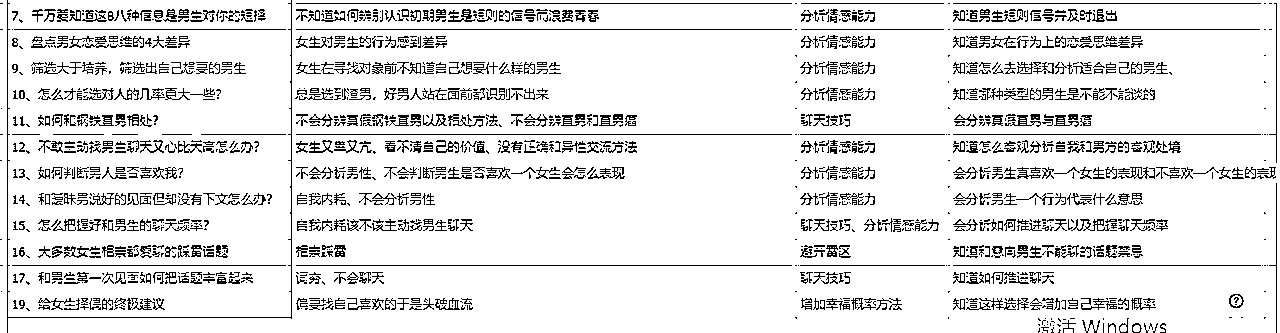 7、千万要知道这8八种信息是男生对你的短择 不知道如何辨别认识初期男生是短则的信号而浪费青春 分析情感能力 知道男生短则信号并及时退出
8、盘点男女恋爱思维的4大差异 女生对男生的行为感到差异 分析情感能力 知道男女在行为上的恋爱思维差异
9、筛选大于培养，筛选出自己想要的男生 女生在寻找对象前不知道自己想要什么样的男生 分析情感能力 知道怎么去选择和分析适合自己的男生、
10、怎么才能选对人的几率更大一些？ 总是选到渣男，好男人站在面前都识别不出来 分析情感能力 知道哪种类型的男生是不能不能谈的
11、如何和钢铁直男相处？ 不会分辨真假钢铁直男以及相处方法、不会分辨直男和直男癌 聊天技巧 会分辨真假直男与直男癌
12、不敢主动找男生聊天又心比天高怎么办？ 女生又卑又亢、看不清自己的价值、没有正确和异性交流方法 分析情感能力 知道怎么客观分析自我和男方的客观处境
13、如何判断男人是否喜欢我？ 不会分析男性、不会判断男生是否喜欢一个女生会怎么表现 分析情感能力 会分析男生真喜欢一个女生的表现和不喜欢一个女生的表现
14、和暧昧男说好的见面但却没有下文怎么办？ 自我内耗、不会分析男性 分析情感能力 会分析男生一个行为代表什么意思
15、怎么把握好和男生的聊天频率？ 自我内耗该不该主动找男生聊天 聊天技巧、分析情感能力 会分析如何推进聊天以及把握聊天频率
16、大多数女生相亲都爱聊的踩雷话题 相亲踩雷 避开雷区 知道和意向男生不能聊的话题禁忌
17、和男生第一次见面如何把话题丰富起来 词穷、不会聊天 聊天技巧 知道如何推进聊天
19、给女生择偶的终极建议 偏要找自己喜欢的于是头破血流 增加幸福概率方法 知道这样选择会增加自己幸福的概率
激活 Windows